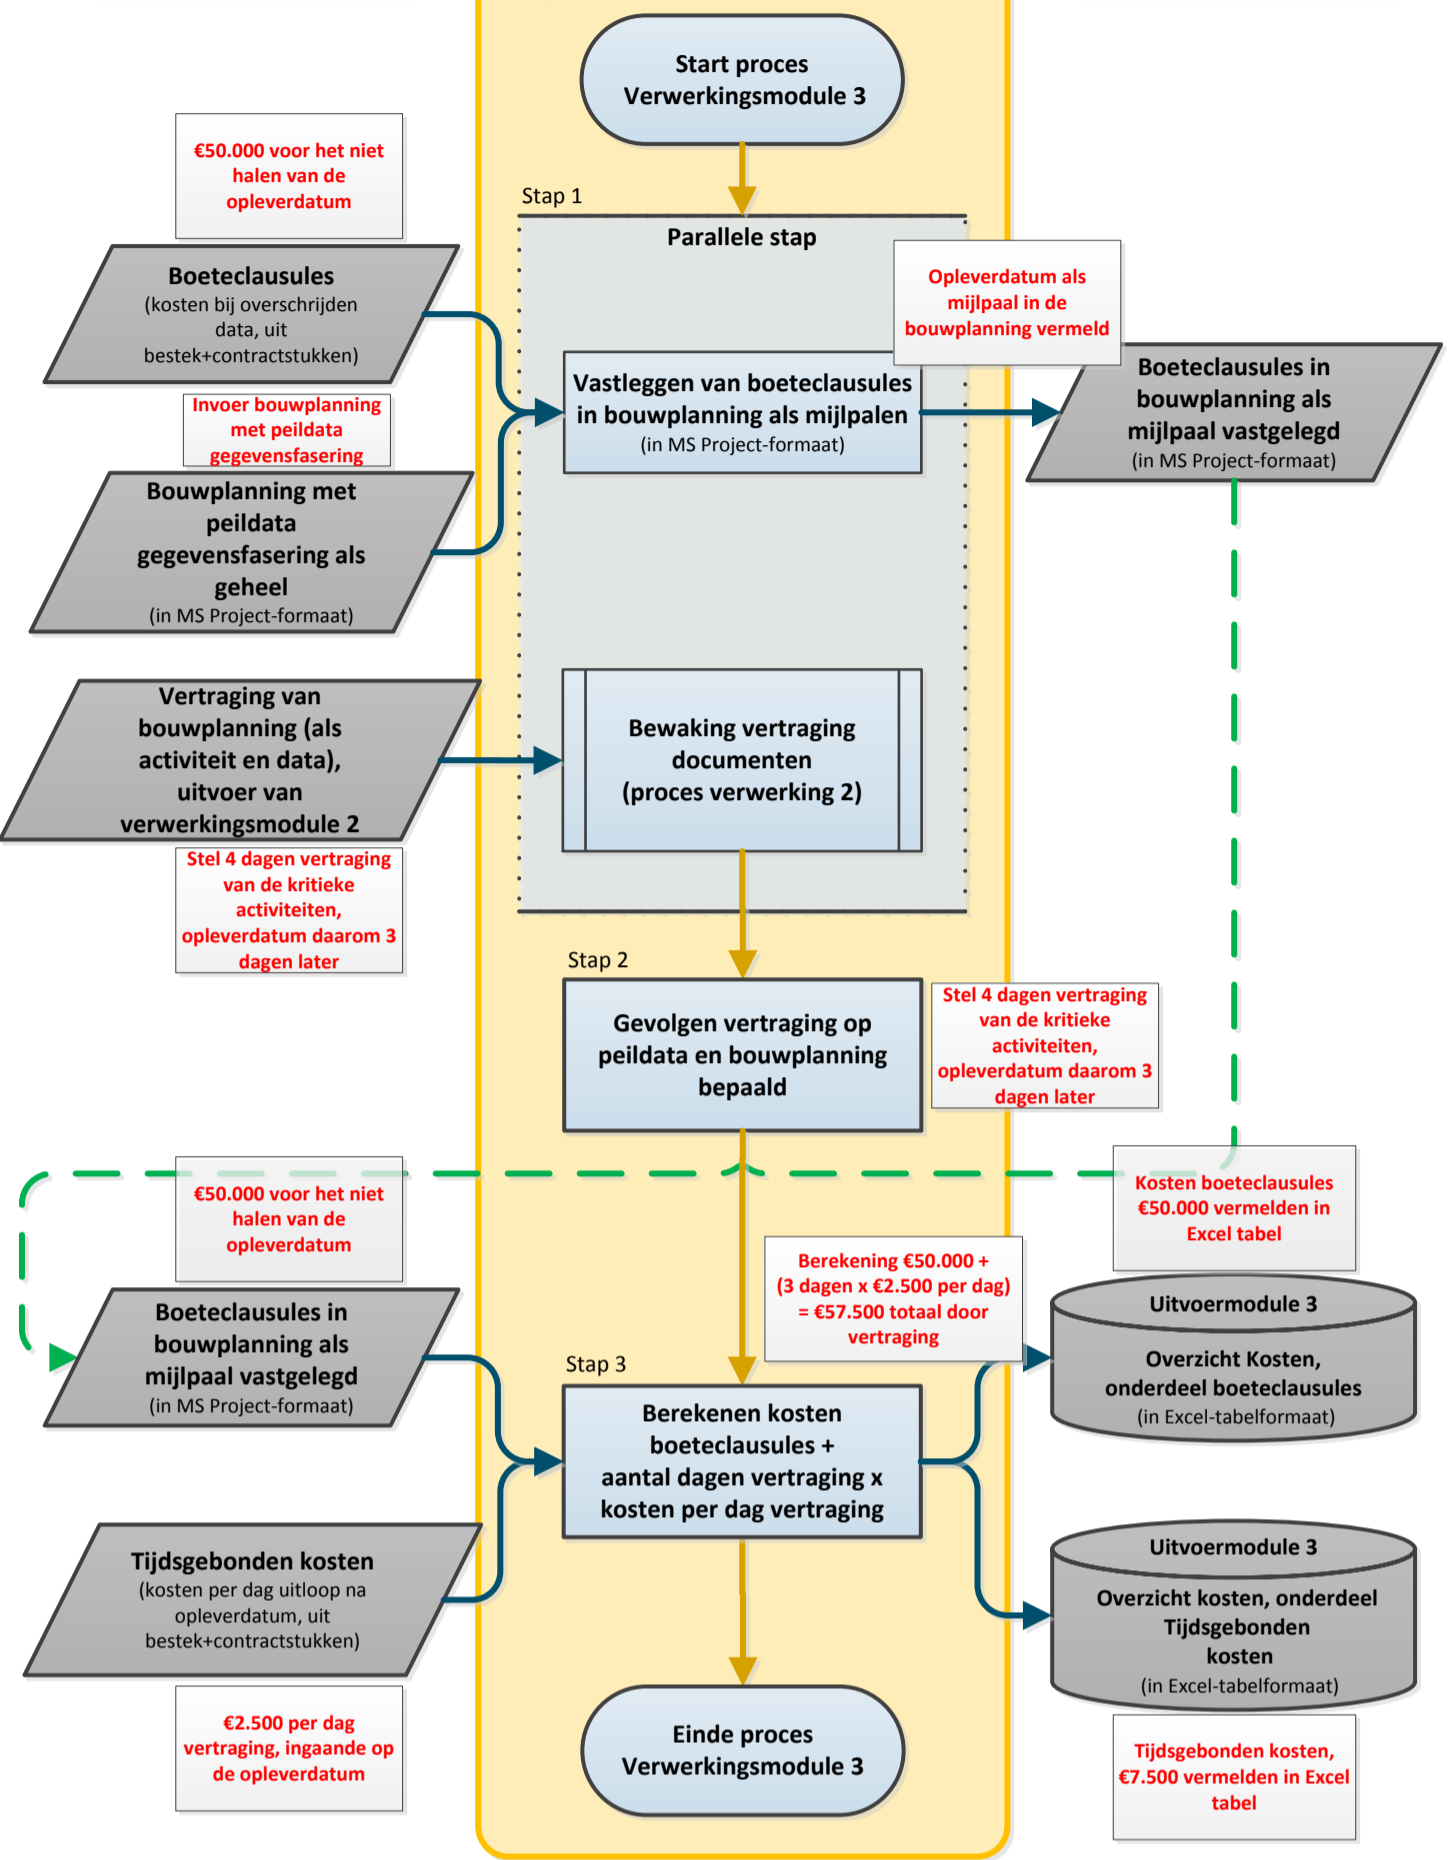 Start proces
Verwerkingsmodule 3
€50.000 voor het niet
halen van de
opleverdatum
Stap 1
Parallele stap
Boeteclausules
(kosten bij overschrijden
data, uit
bestek+contractstukken)
Opleverdatum als
mijlpaal in de
bouwplanning vermeld
Vastleggen van boeteclausules
in bouwplanning als mijlpalen
(in MS Project-formaat)
Boeteclausules in
bouwplanning als
mijlpaal vastgelegd
(in MS Project-formaat)
Invoer bouwplanning
met peildata
gegevensfasering
Bouwplanning met
peildata
gegevensfasering als
geheel
(in MS Project-formaat)
Vertraging van
bouwplanning (als
activiteit en data),
uitvoer van
verwerkingsmodule 2
Bewaking vertraging
documenten
(proces verwerking 2)
Stel 4 dagen vertraging
van de kritieke
activiteiten,
opleverdatum daarom 3
dagen later
Stap 2
Gevolgen vertraging op
peildata en bouwplanning
bepaald
Stel 4 dagen vertraging
van de kritieke
activiteiten,
opleverdatum daarom 3
dagen later
€50.000 voor het niet
halen van de
opleverdatum
Kosten boeteclausules
€50.000 vermelden in
Excel tabel
Berekening €50.000 +
(3 dagen x €2.500 per dag)
= €57.500 totaal door
vertraging
Boeteclausules in
bouwplanning als
mijlpaal vastgelegd
(in MS Project-formaat)
Uitvoermodule 3
Overzicht Kosten,
onderdeel boeteclausules
(in Excel-tabelformaat)
Stap 3
Berekenen kosten
boeteclausules +
aantal dagen vertraging x
kosten per dag vertraging
Tijdsgebonden kosten
(kosten per dag uitloop na
opleverdatum, uit
bestek+contractstukken)
Uitvoermodule 3
Overzicht kosten, onderdeel
Tijdsgebonden
kosten
(in Excel-tabelformaat)
€2.500 per dag
vertraging, ingaande op
de opleverdatum
Einde proces
Verwerkingsmodule 3
Tijdsgebonden kosten,
€7.500 vermelden in Excel
tabel